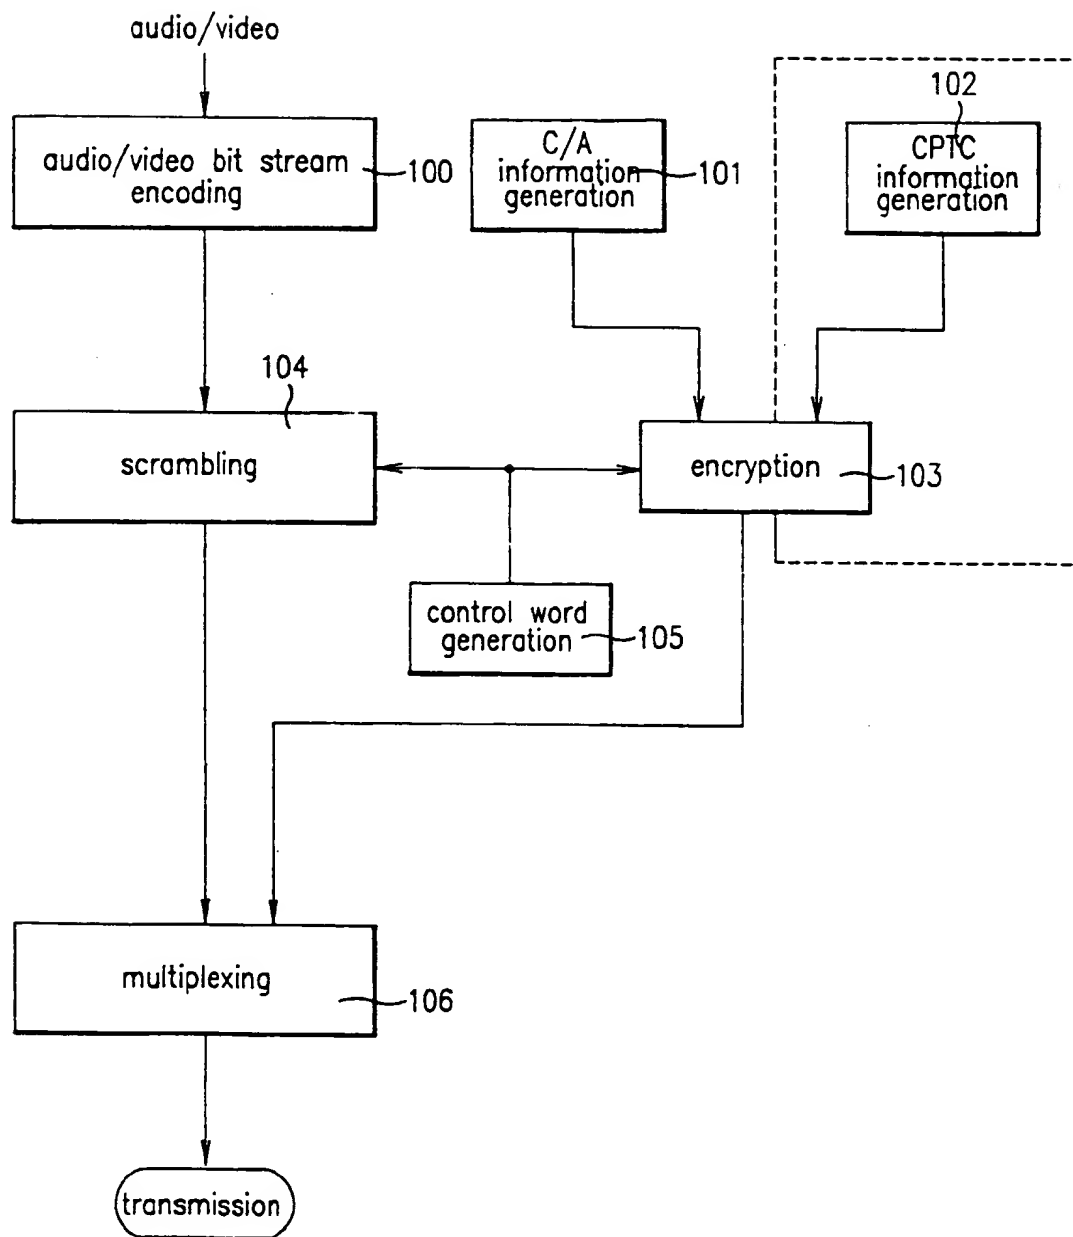 audio/video
audio/video bit stream
encoding
100
C/A
information
generation
101
102
CPTC
information
generation
104
scrambling
encryption
103
control word
generation
105
multiplexing
106
transmission